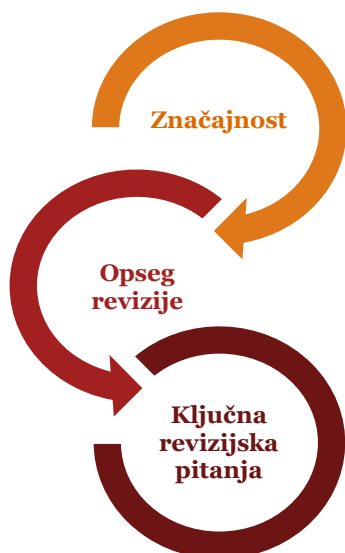 Značajnost
Opseg
revizije
Ključna
revizijska
pitanja